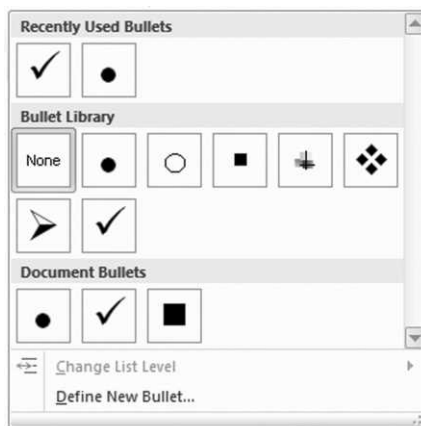 Recently Used Bullets
Bullet Library
None
Document Bullets
Change List Level
Define New Bullet...